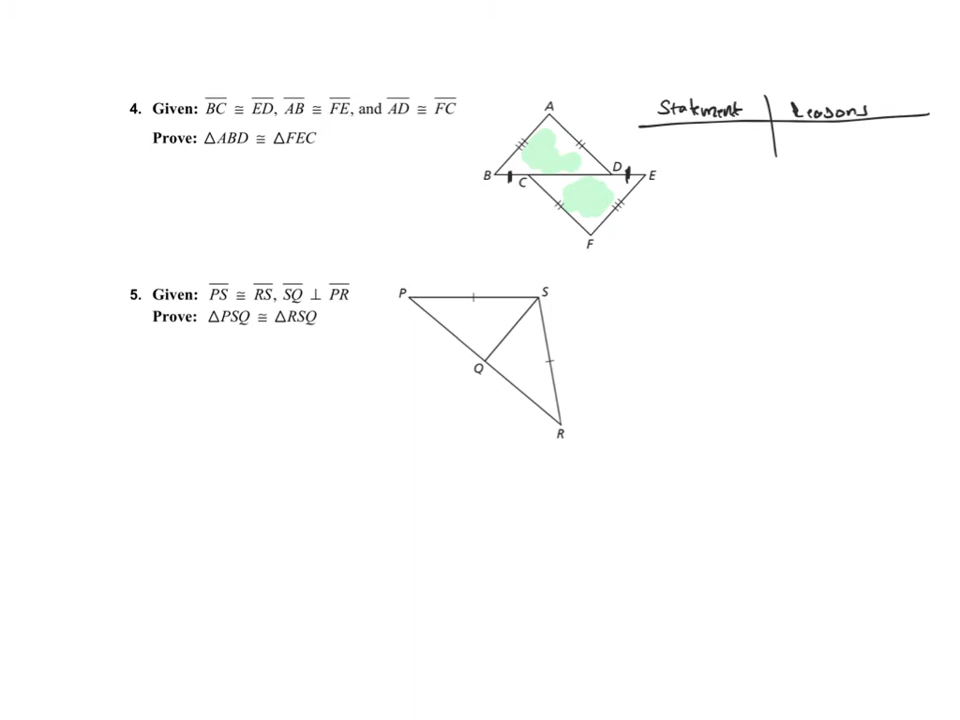 4. Given: BC ≅ ED, AB ≅ FE, and AD ≅ FC
Prove: △ABD ≅ △FEC
A
B
C
D
E
F
Statement Reasons
5. Given: PS ≅ RS, SQ ⊥ PR
Prove: △PSQ ≅ △RSQ
P
S
Q
R